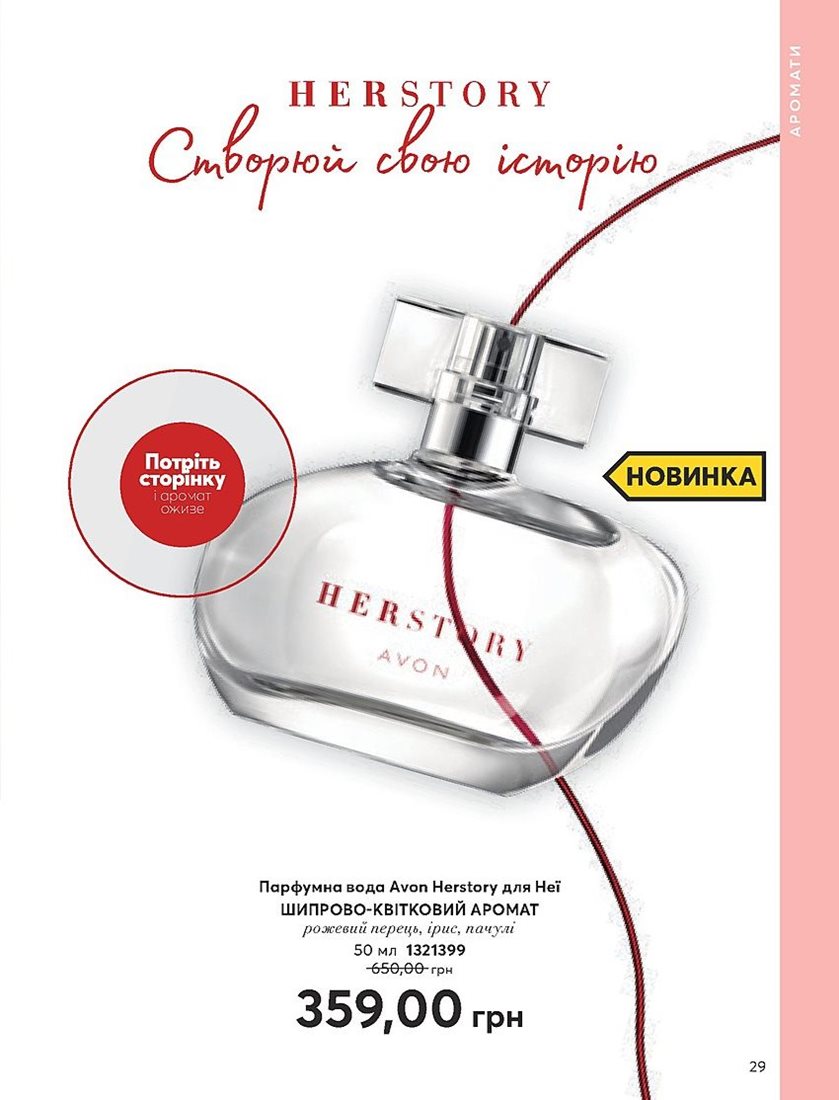 АРОМАТИ
HERSTORY
Створюй свою історію
Потріть
сторінку
і аромат
оживе
НОВИНКА
HERSTORY
AVON
Парфумна вода Avon Herstory для Неї
ШИПРОВО-КВІТКОВИЙ АРОМАТ
рожевий перець, ірис, пачулі
50 мл 1321399
650,00 грн
359,00 грн
29